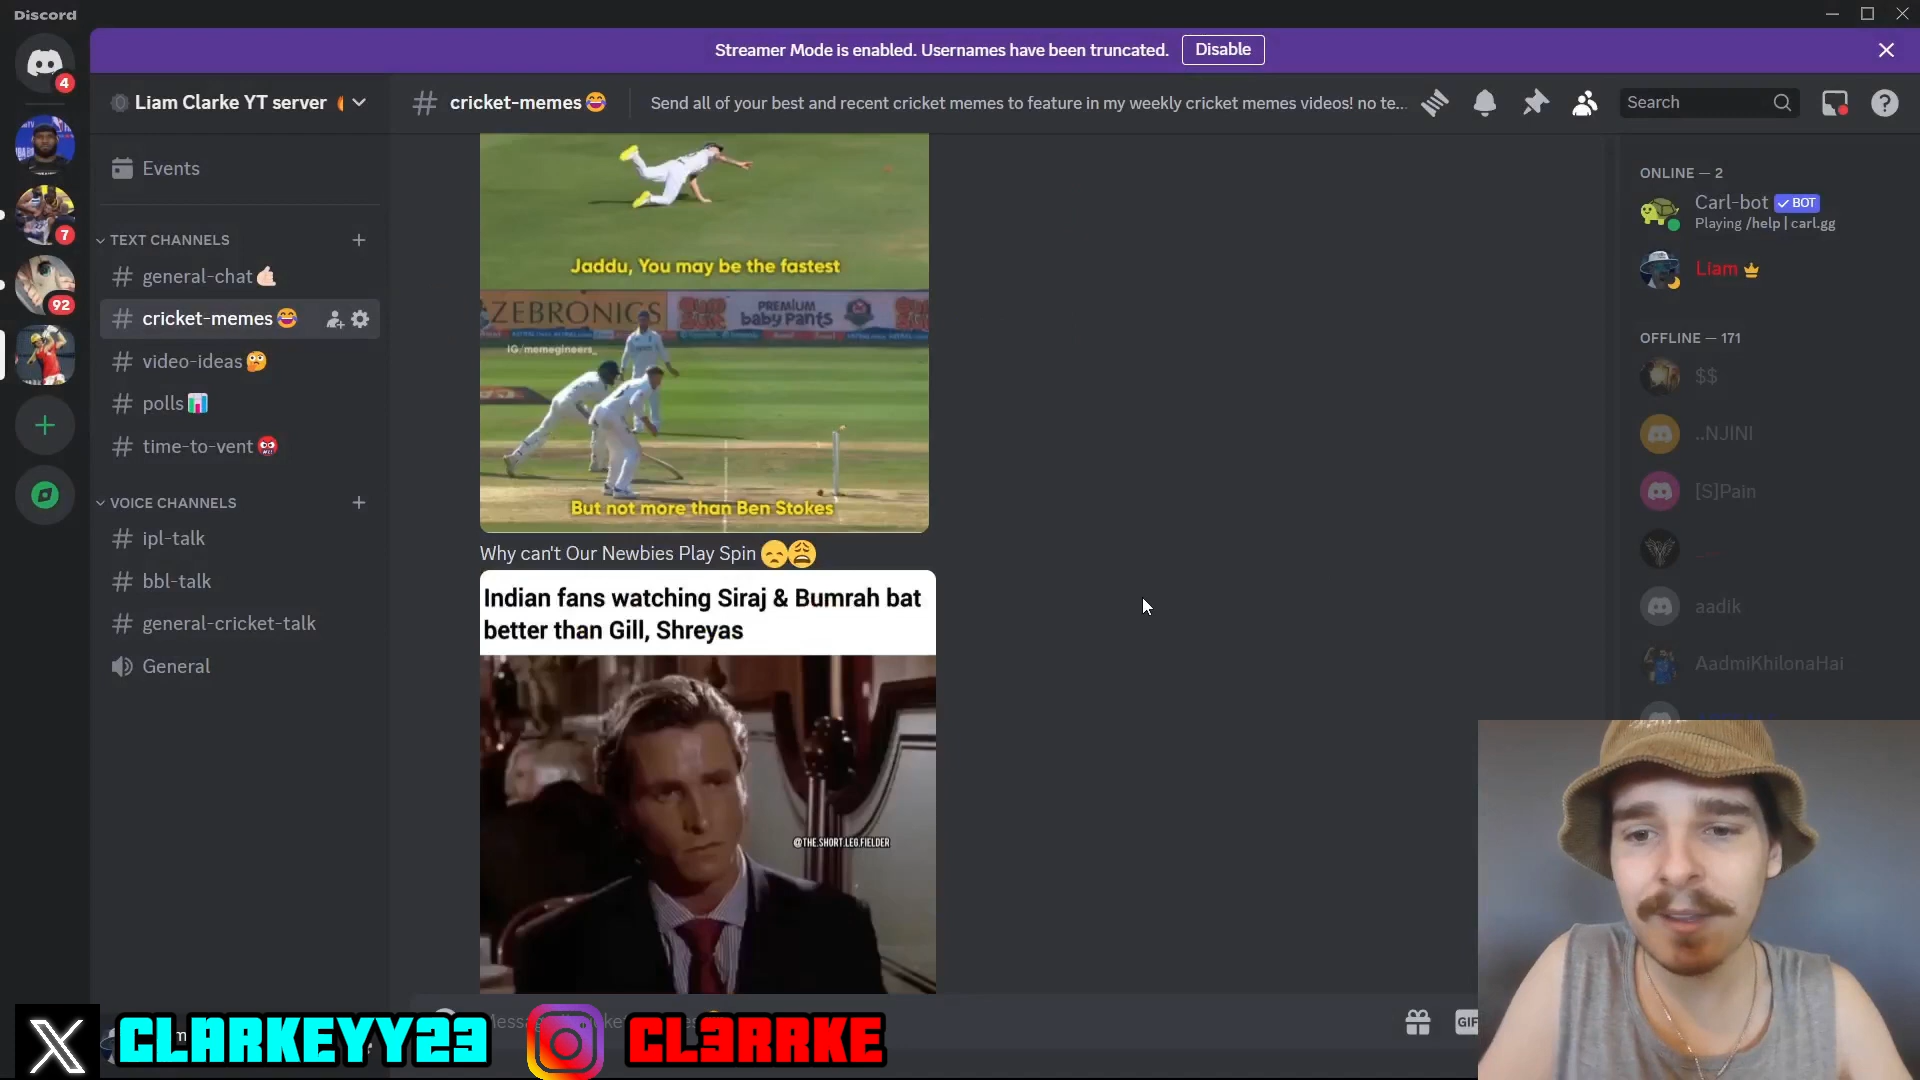 Discord
Streamer Mode is enabled. Usernames have been truncated.
Disable
4
7
92
Liam Clarke YT server
Events
TEXT CHANNELS
general-chat
cricket-memes
video-ideas
polls
time-to-vent
VOICE CHANNELS
ipl-talk
bbl-talk
general-cricket-talk
General
cricket-memes
Send all of your best and recent cricket memes to feature in my weekly cricket memes videos! no te...
Search
Jaddu, You may be the fastest
ZEBRONICS
PREMIUM
baby Pants
IG/memegineers_
But not more than Ben Stokes
Why can't Our Newbies Play Spin
Indian fans watching Siraj & Bumrah bat
better than Gill, Shreyas
@THE.SHORT.LEG.FIELDER
GIF
ONLINE — 2
Carl-bot
BOT
Playing /help | carl.gg
Liam
OFFLINE — 171
$$
..NJINI
[S]Pain
aadik
AadmiKhilonaHai
X
CLARKEYY23
CL3RRKE